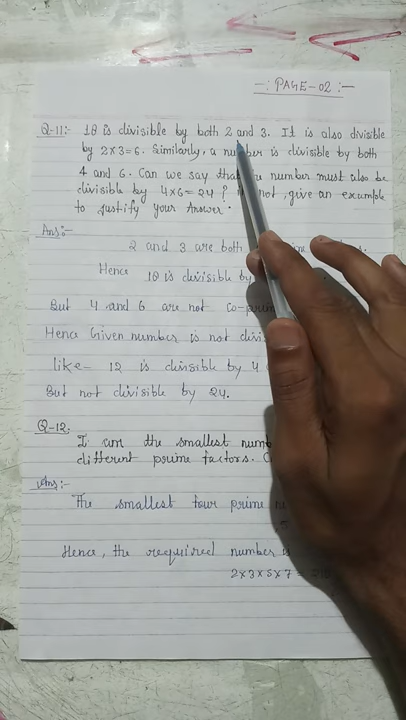 -: PAGE-02 :-
Q-11:- 18 is divisible by both 2 and 3. It is also divisible
by 2×3=6. Similarly, a number is divisible by both
4 and 6. Can we say that number must also be
divisible by 4×6=24? not, give an example
to justify your Answer.
Ans:-
2 and 3 are both
Hence 18 is divisible by
But 4 and 6 are not
Hence Given number is not
like- 12 is divisible by 4
But not divisible by 24.
Q-12.
I am the smallest
different prime factors.
Ans:-
The smallest four prime
,5
Hence, the required number is
2×3×5×7=